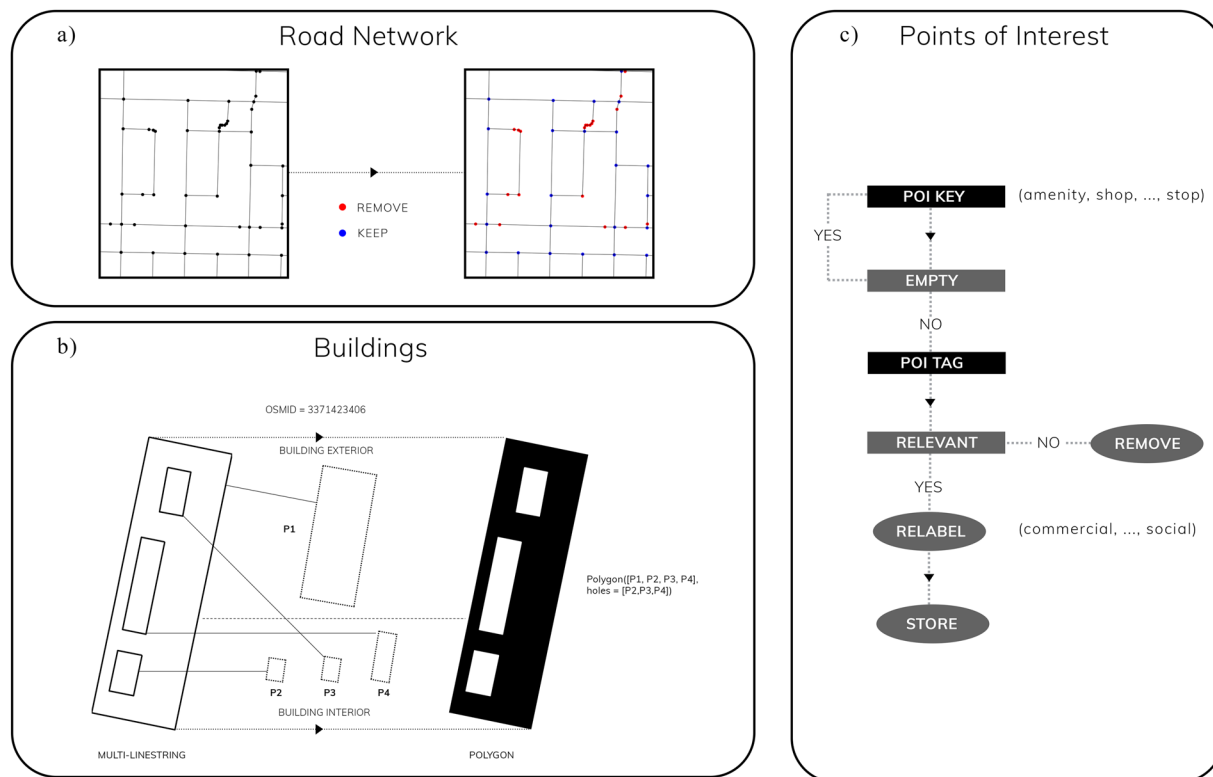 a)
Road Network
REMOVE
KEEP
b)
Buildings
OSMID = 3371423406
BUILDING EXTERIOR
P1
Polygon([P1, P2, P3, P4],
holes = [P2,P3,P4])
P2
P3
P4
BUILDING INTERIOR
MULTI-LINESTRING
POLYGON
c)
Points of Interest
POI KEY
(amenity, shop, ..., stop)
YES
EMPTY
NO
POI TAG
RELEVANT
NO
REMOVE
YES
RELABEL
(commercial, ..., social)
STORE